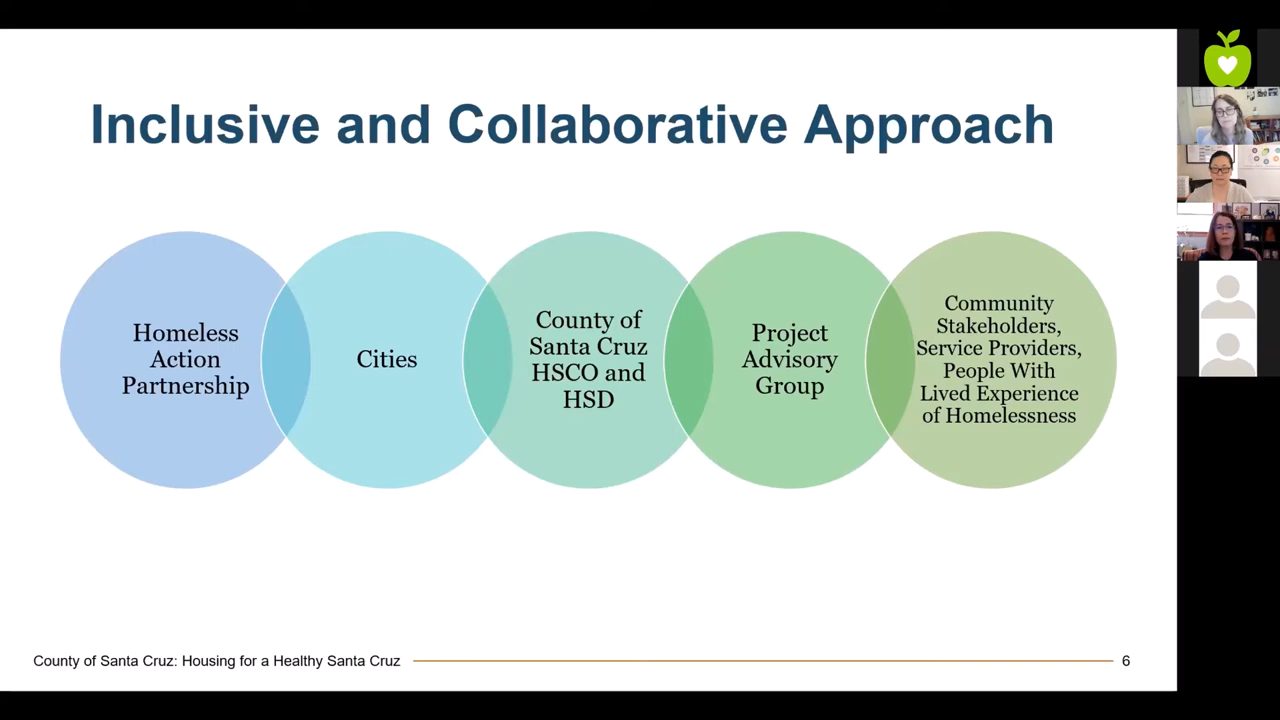 Inclusive and Collaborative Approach
Homeless
Action
Partnership
Cities
County of
Santa Cruz
HSCO and
HSD
Project
Advisory
Group
Community
Stakeholders,
Service Providers,
People With
Lived Experience
of Homelessness
County of Santa Cruz: Housing for a Healthy Santa Cruz
6